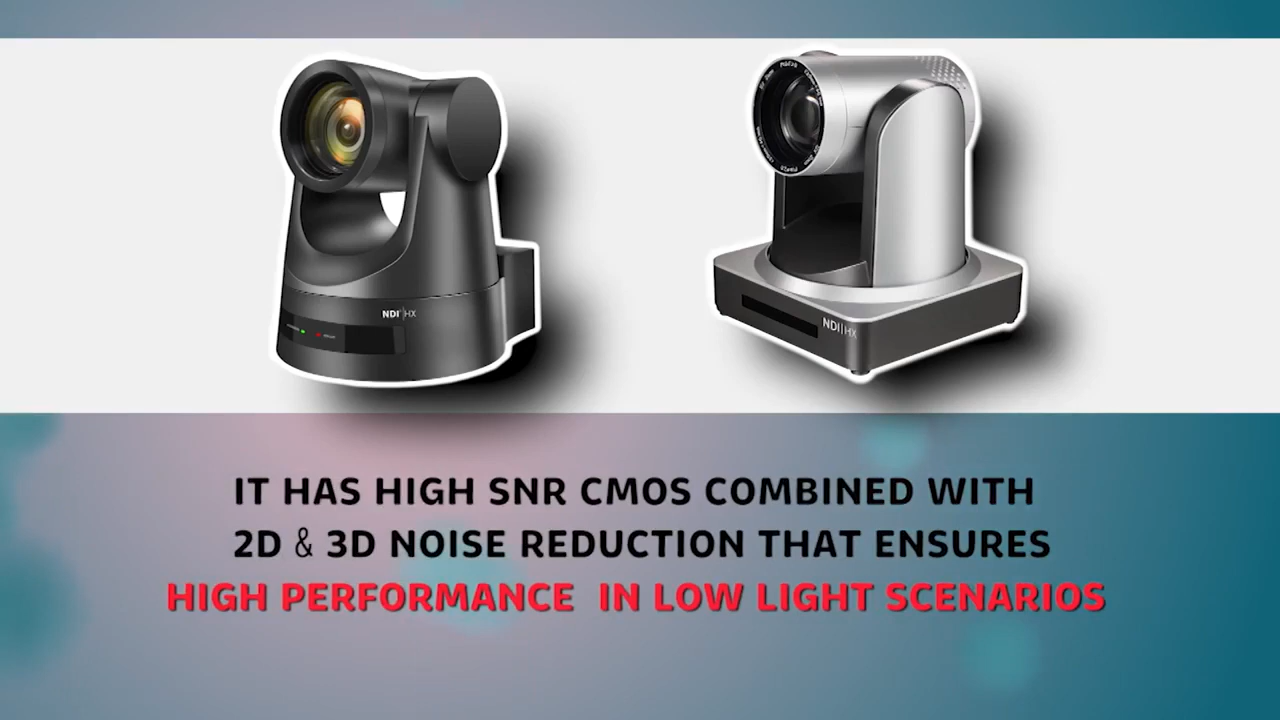 NDI HX
NDI||HX
IT HAS HIGH SNR CMOS COMBINED WITH
2D & 3D NOISE REDUCTION THAT ENSURES
HIGH PERFORMANCE IN LOW LIGHT SCENARIOS